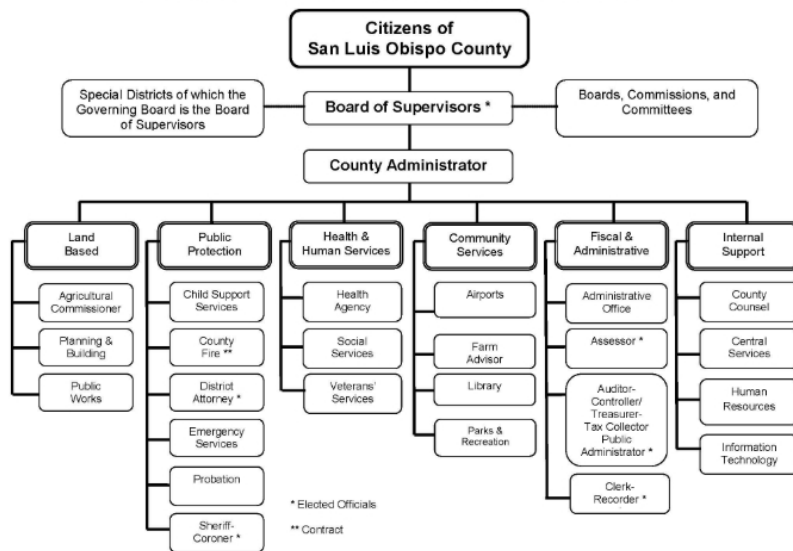 Citizens of
San Luis Obispo County
Special Districts of which the
Governing Board is the Board
of Supervisors
Board of Supervisors *
Boards, Commissions, and
Committees
County Administrator
Land
Based
Agricultural
Commissioner
Planning &
Building
Public
Works
Public
Protection
Child Support
Services
County
Fire **
District
Attorney *
Emergency
Services
Probation
Sheriff-
Coroner *
Health &
Human Services
Health
Agency
Social
Services
Veterans'
Services
Community
Services
Airports
Farm
Advisor
Library
Parks &
Recreation
Fiscal &
Administrative
Administrative
Office
Assessor *
Auditor-
Controller/
Treasurer-
Tax Collector
Public
Administrator *
Clerk-
Recorder *
Internal
Support
County
Counsel
Central
Services
Human
Resources
Information
Technology
* Elected Officials
** Contract